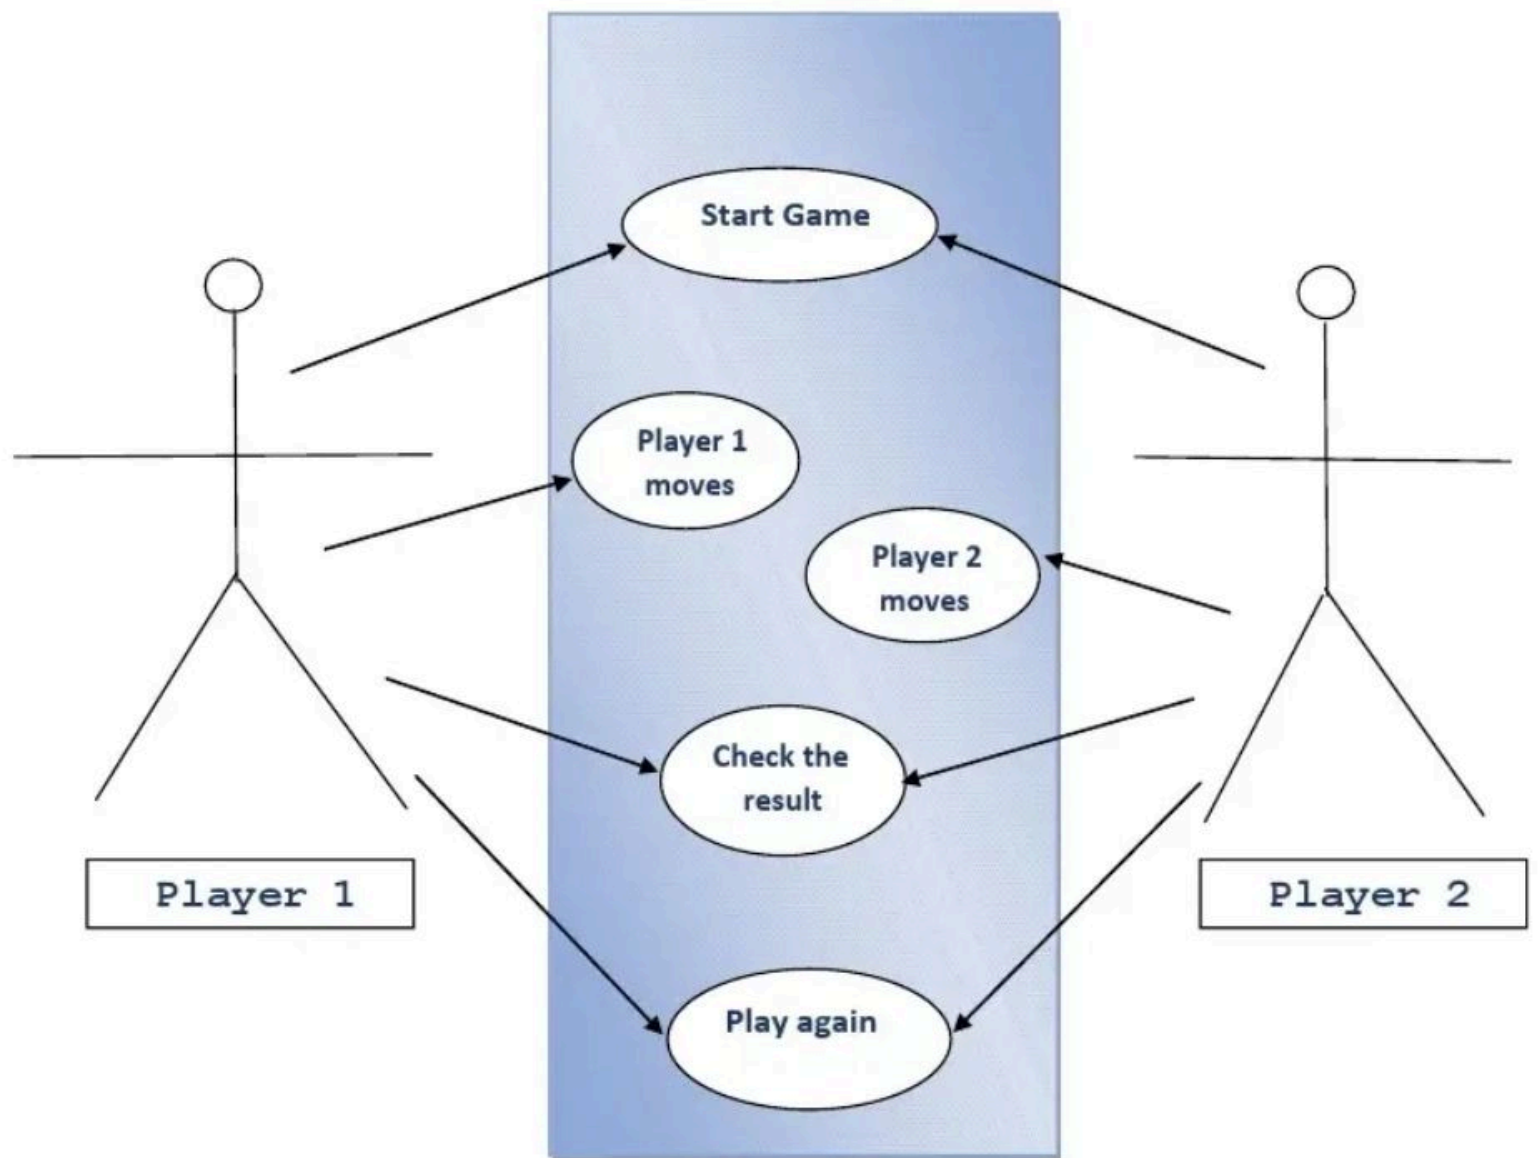 Start Game
Player 1
moves
Player 2
moves
Check the
result
Player 1
Player 2
Play again